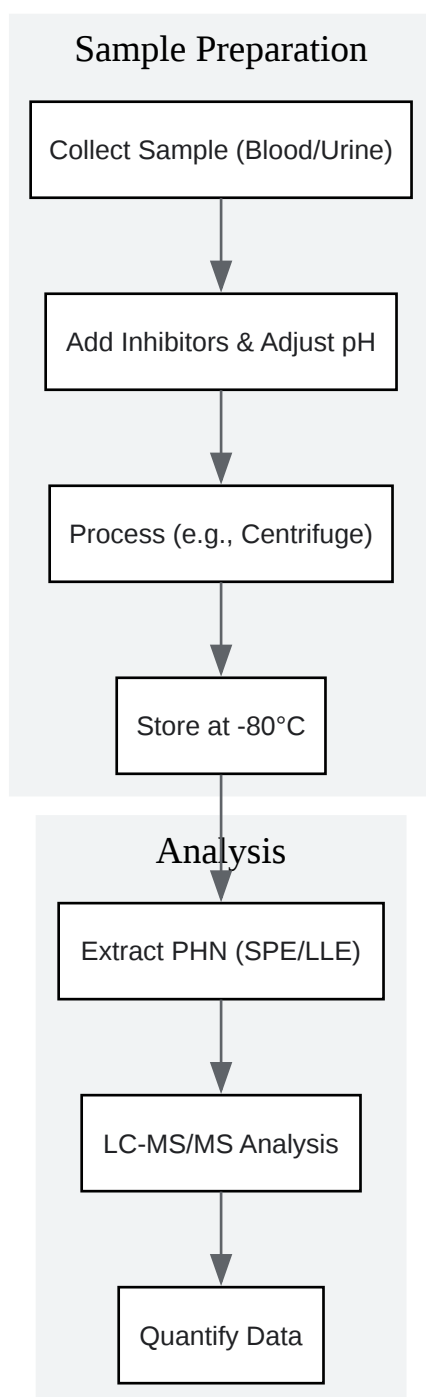 Sample Preparation
Collect Sample (Blood/Urine)
Add Inhibitors & Adjust pH
Process (e.g., Centrifuge)
Store at -80°C
Analysis
Extract PHN (SPE/LLE)
LC-MS/MS Analysis
Quantify Data